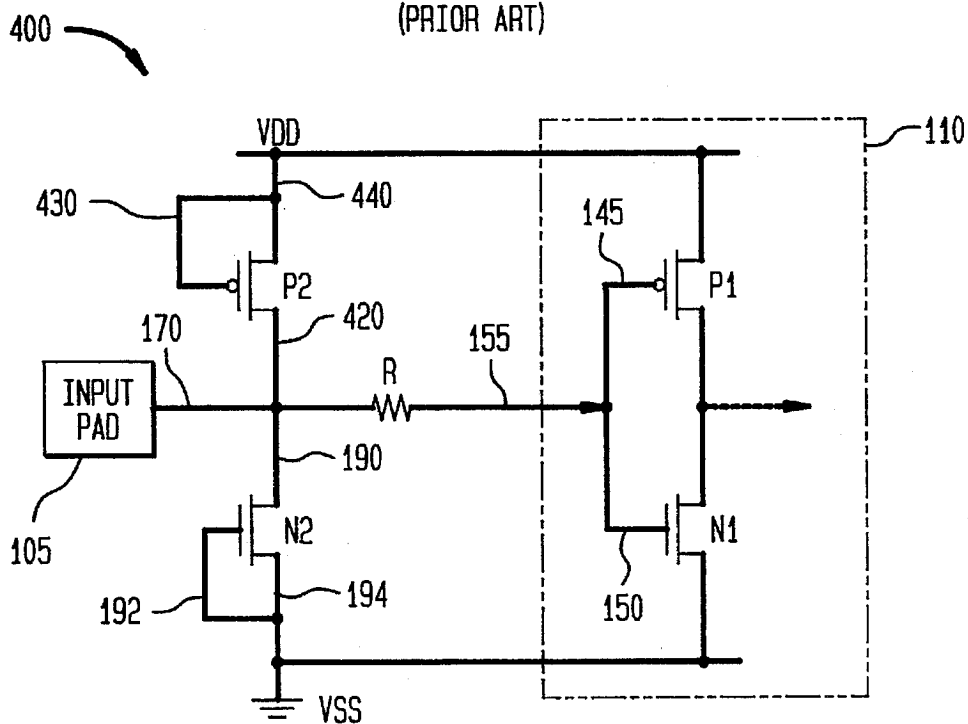 (PRIOR ART)
400
VDD
110
430
440
145
P2
P1
170
420
155
R
INPUT
PAD
190
105
N2
N1
192
194
150
VSS